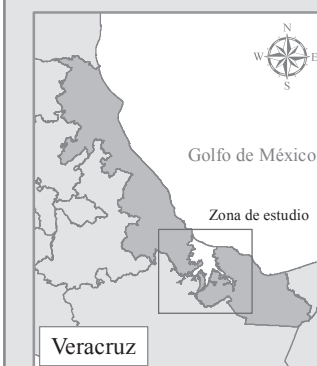 N
W E
S
Golfo de México
Zona de estudio
Veracruz